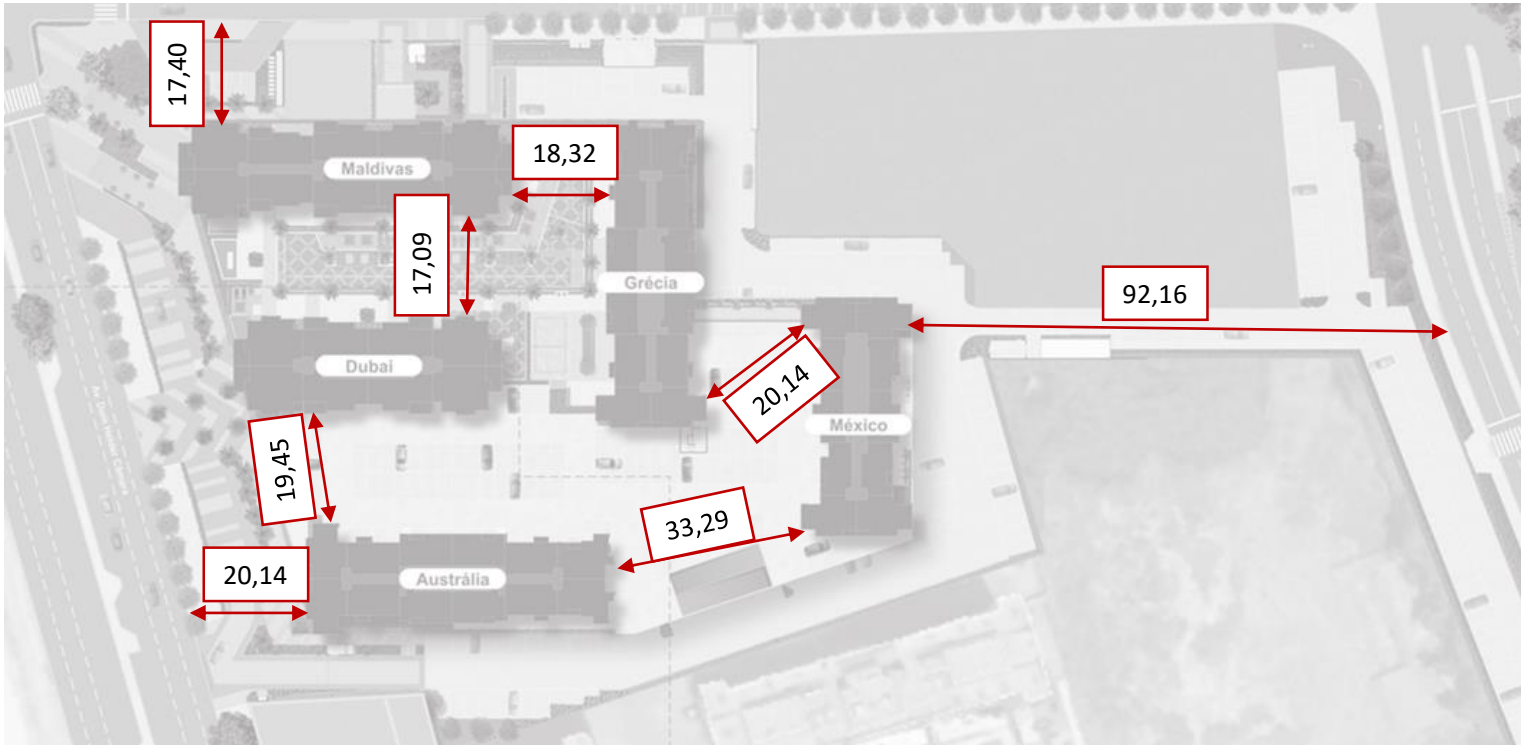 17,40
Maldivas
18,32
17,09
Grécia
92,16
Dubai
20,14
México
19,45
33,29
20,14
Austrália